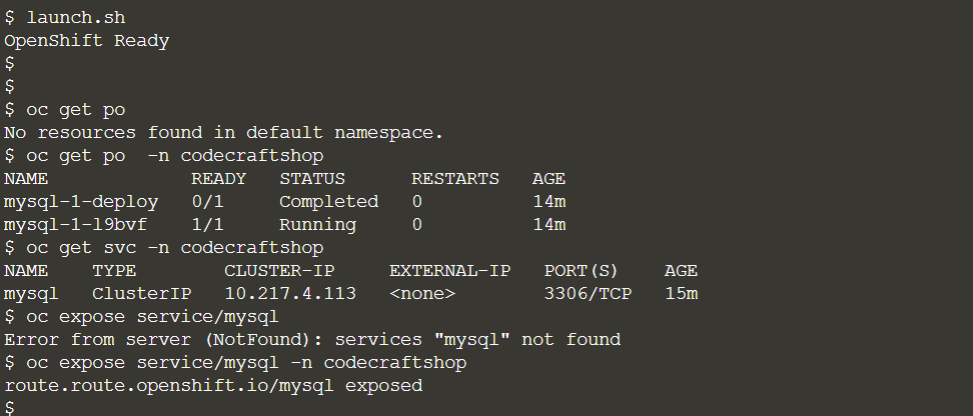 $ launch.sh
OpenShift Ready
$
$
$ oc get po
No resources found in default namespace.
$ oc get po  -n codecraftshop
NAME             READY   STATUS      RESTARTS   AGE
mysql-1-deploy   0/1     Completed   0          14m
mysql-1-l9bvf    1/1     Running     0          14m
$ oc get svc -n codecraftshop
NAME    TYPE        CLUSTER-IP     EXTERNAL-IP   PORT(S)    AGE
mysql   ClusterIP   10.217.4.113   <none>        3306/TCP   15m
$ oc expose service/mysql
Error from server (NotFound): services "mysql" not found
$ oc expose service/mysql -n codecraftshop
route.route.openshift.io/mysql exposed
$